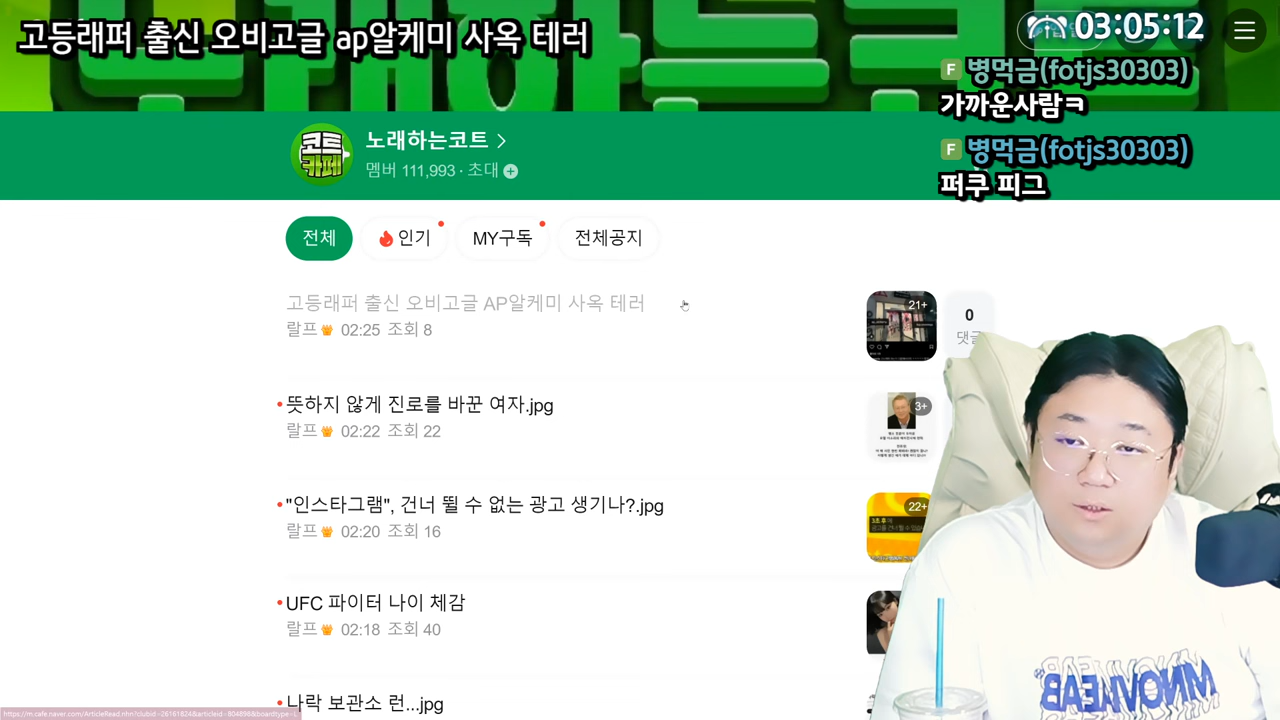 고등래퍼 출신 오비고글 ap알케미 사옥 테러
03:05:12
F 병먹금(fotjs30303)
가까운사람ㅋ
F 병먹금(fotjs30303)
퍼쿠 피그
코트
카페
노래하는코트
멤버 111,993 · 초대
전체
인기
MY구독
전체공지
고등래퍼 출신 오비고글 AP알케미 사옥 테러
랄프 02:25 조회 8
21+
0
댓글
뜻하지 않게 진로를 바꾼 여자.jpg
랄프 02:22 조회 22
3+
"인스타그램", 건너 뛸 수 없는 광고 생기나?.jpg
랄프 02:20 조회 16
22+
UFC 파이터 나이 체감
랄프 02:18 조회 40
나락 보관소 런...jpg